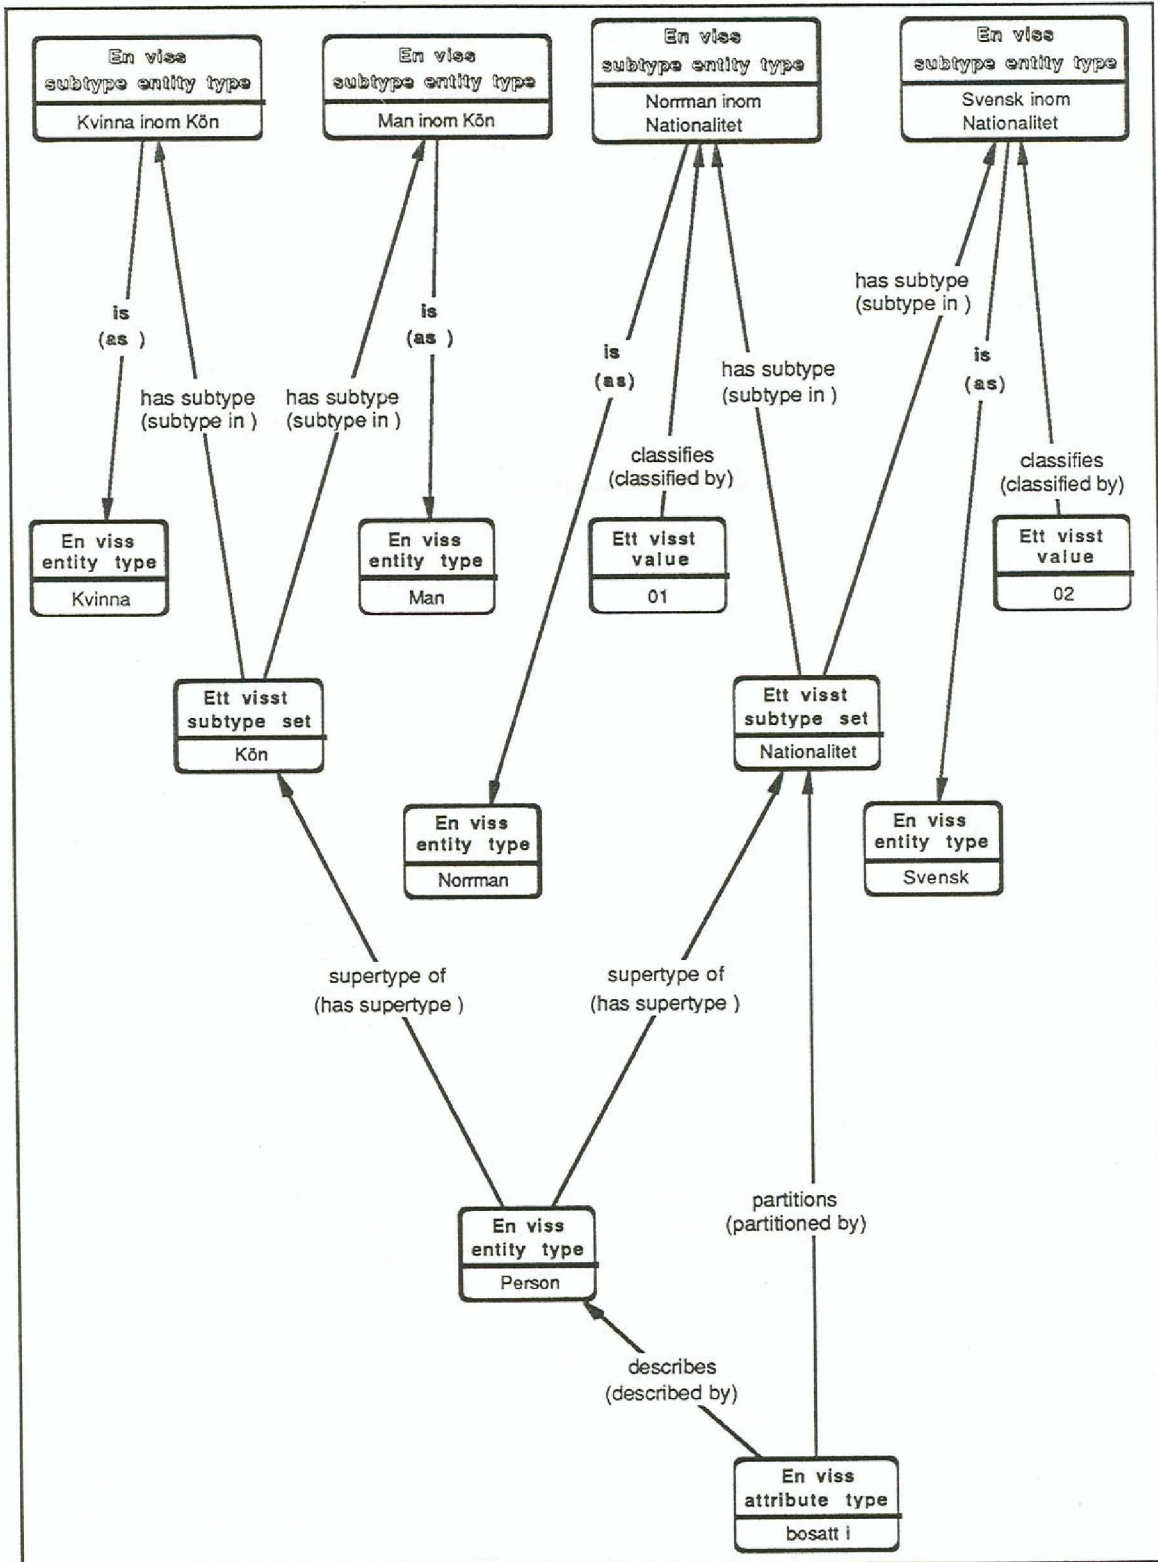 En viss
subtype entity type
Kvinna inom Kön
En viss
subtype entity type
Man inom Kön
En viss
subtype entity type
Norrman inom
Nationalitet
En viss
subtype entity type
Svensk inom
Nationalitet
is
(as )
has subtype
(subtype in )
has subtype
(subtype in )
is
(as )
is
(as)
classifies
(classified by)
has subtype
(subtype in )
has subtype
(subtype in )
is
(as)
classifies
(classified by)
En viss
entity type
Kvinna
En viss
entity type
Man
Ett visst
value
01
Ett visst
value
02
Ett visst
subtype set
Kön
Ett visst
subtype set
Nationalitet
En viss
entity type
Norrman
En viss
entity type
Svensk
supertype of
(has supertype )
supertype of
(has supertype )
partitions
(partitioned by)
En viss
entity type
Person
describes
(described by)
En viss
attribute type
bosatt i